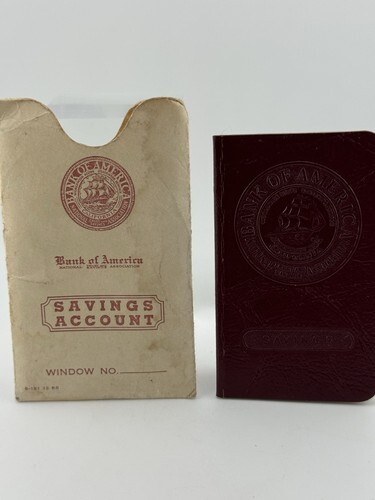 BANK OF AMERICA
Bank of America
NATIONAL SAVINGS ASSOCIATION
SAVINGS
ACCOUNT
WINDOW NO.
BANK OF AMERICA